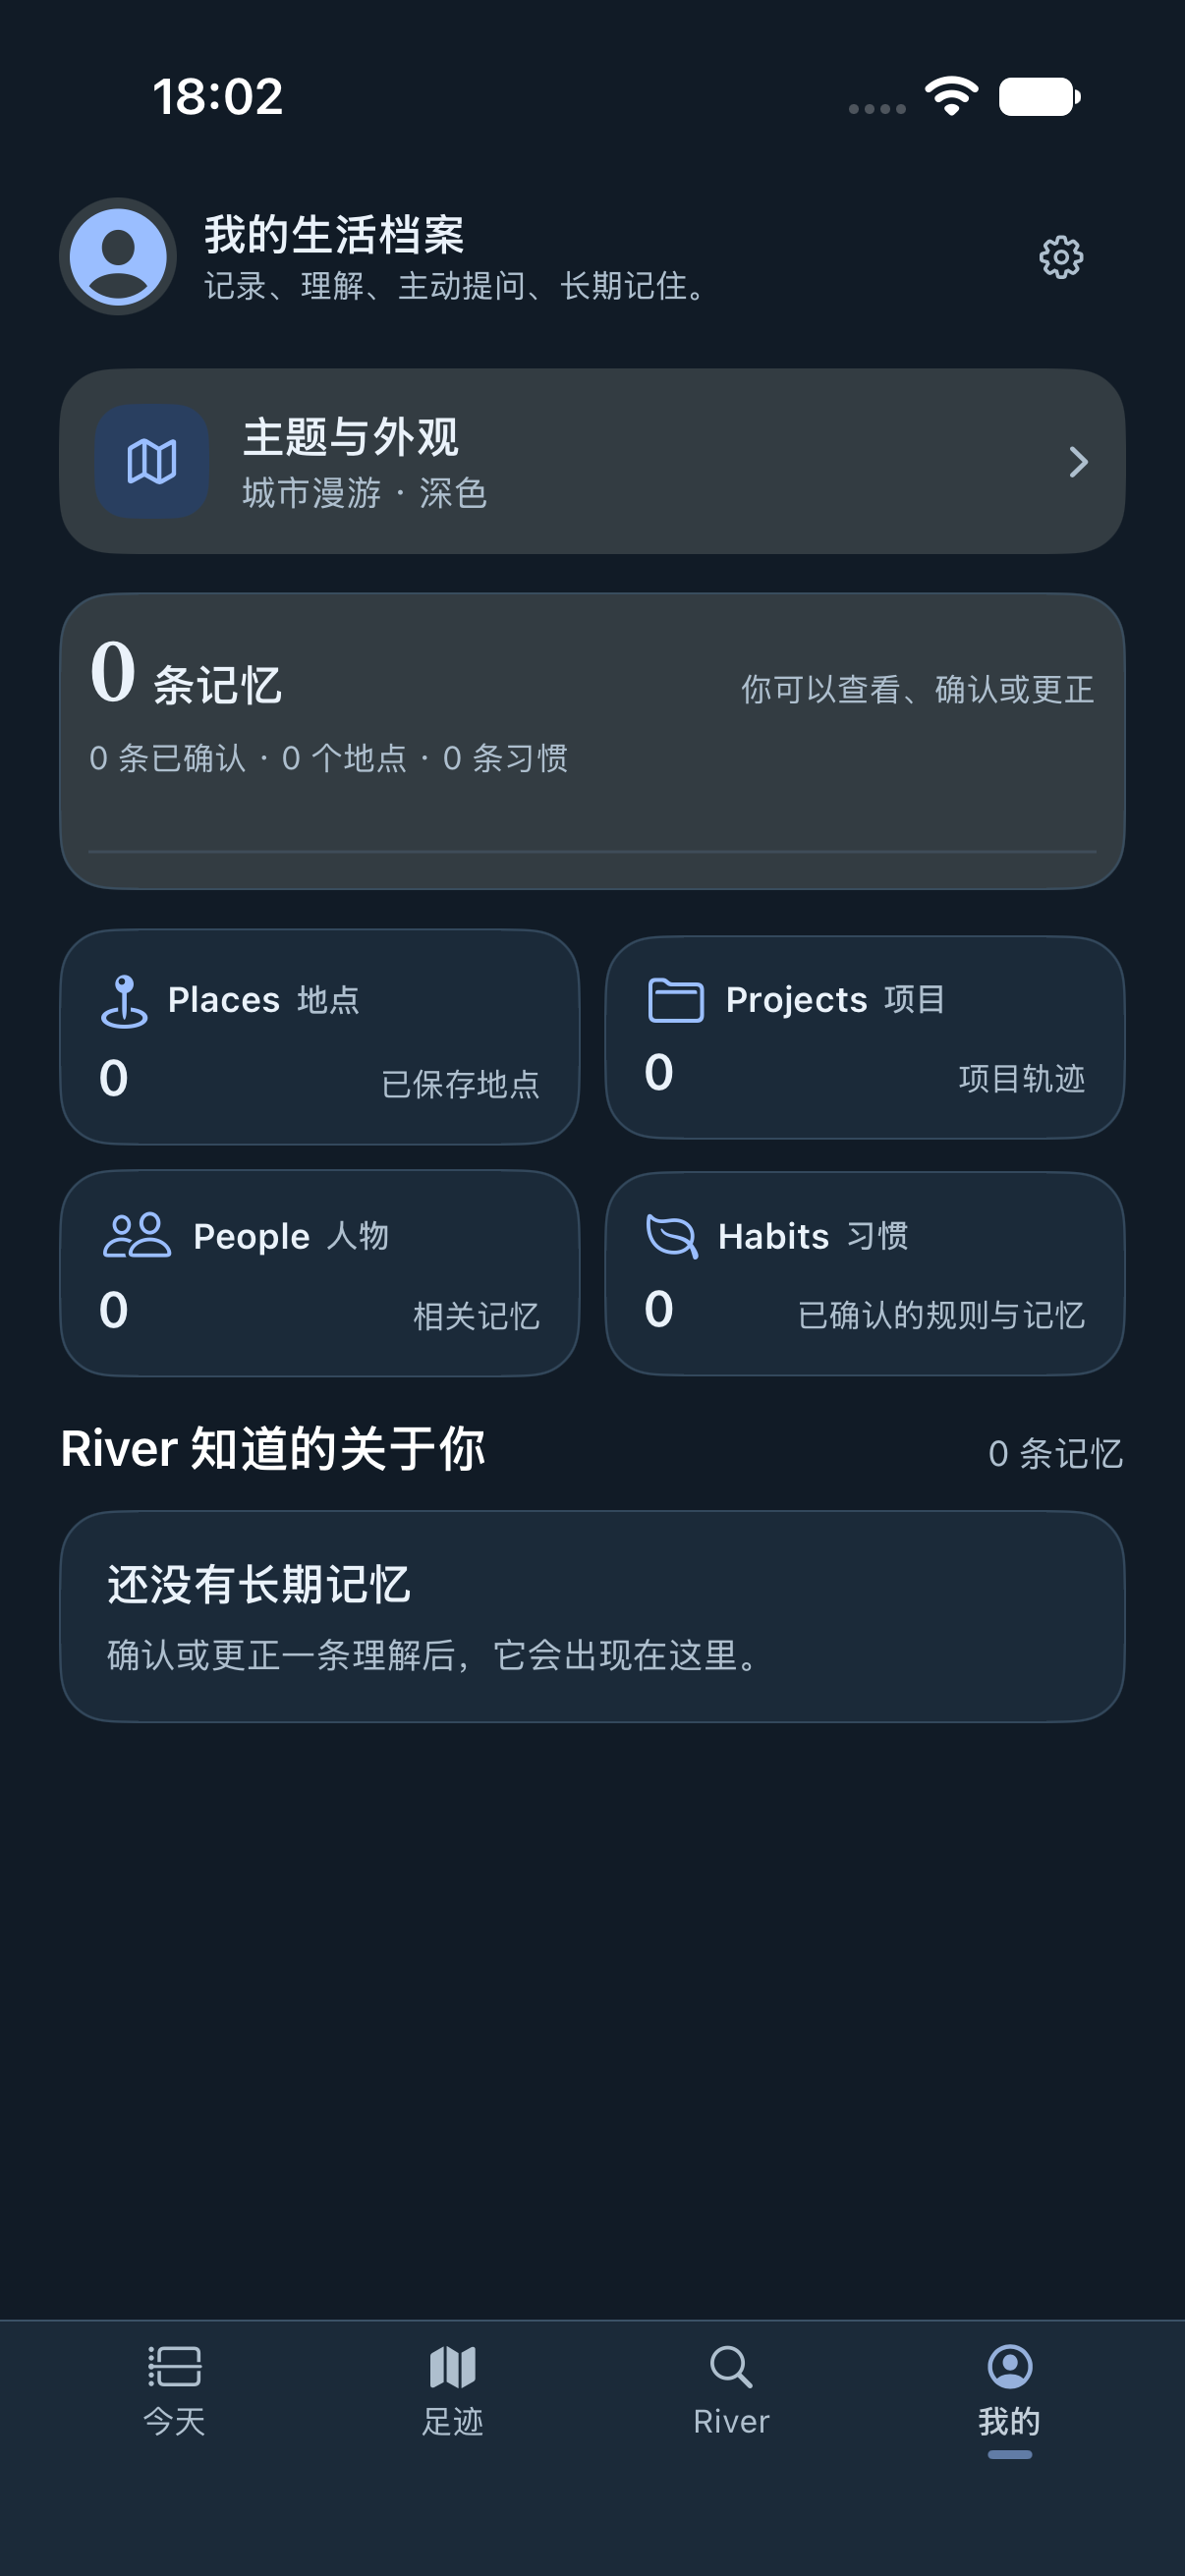 18:02
我的生活档案
记录、理解、主动提问、长期记住。
主题与外观
城市漫游 · 深色
0 条记忆
你可以查看、确认或更正
0 条已确认 · 0 个地点 · 0 条习惯
Places 地点
0 已保存地点
Projects 项目
0 项目轨迹
People 人物
0 相关记忆
Habits 习惯
0 已确认的规则与记忆
River 知道的关于你
0 条记忆
还没有长期记忆
确认或更正一条理解后，它会出现在这里。
今天
足迹
River
我的